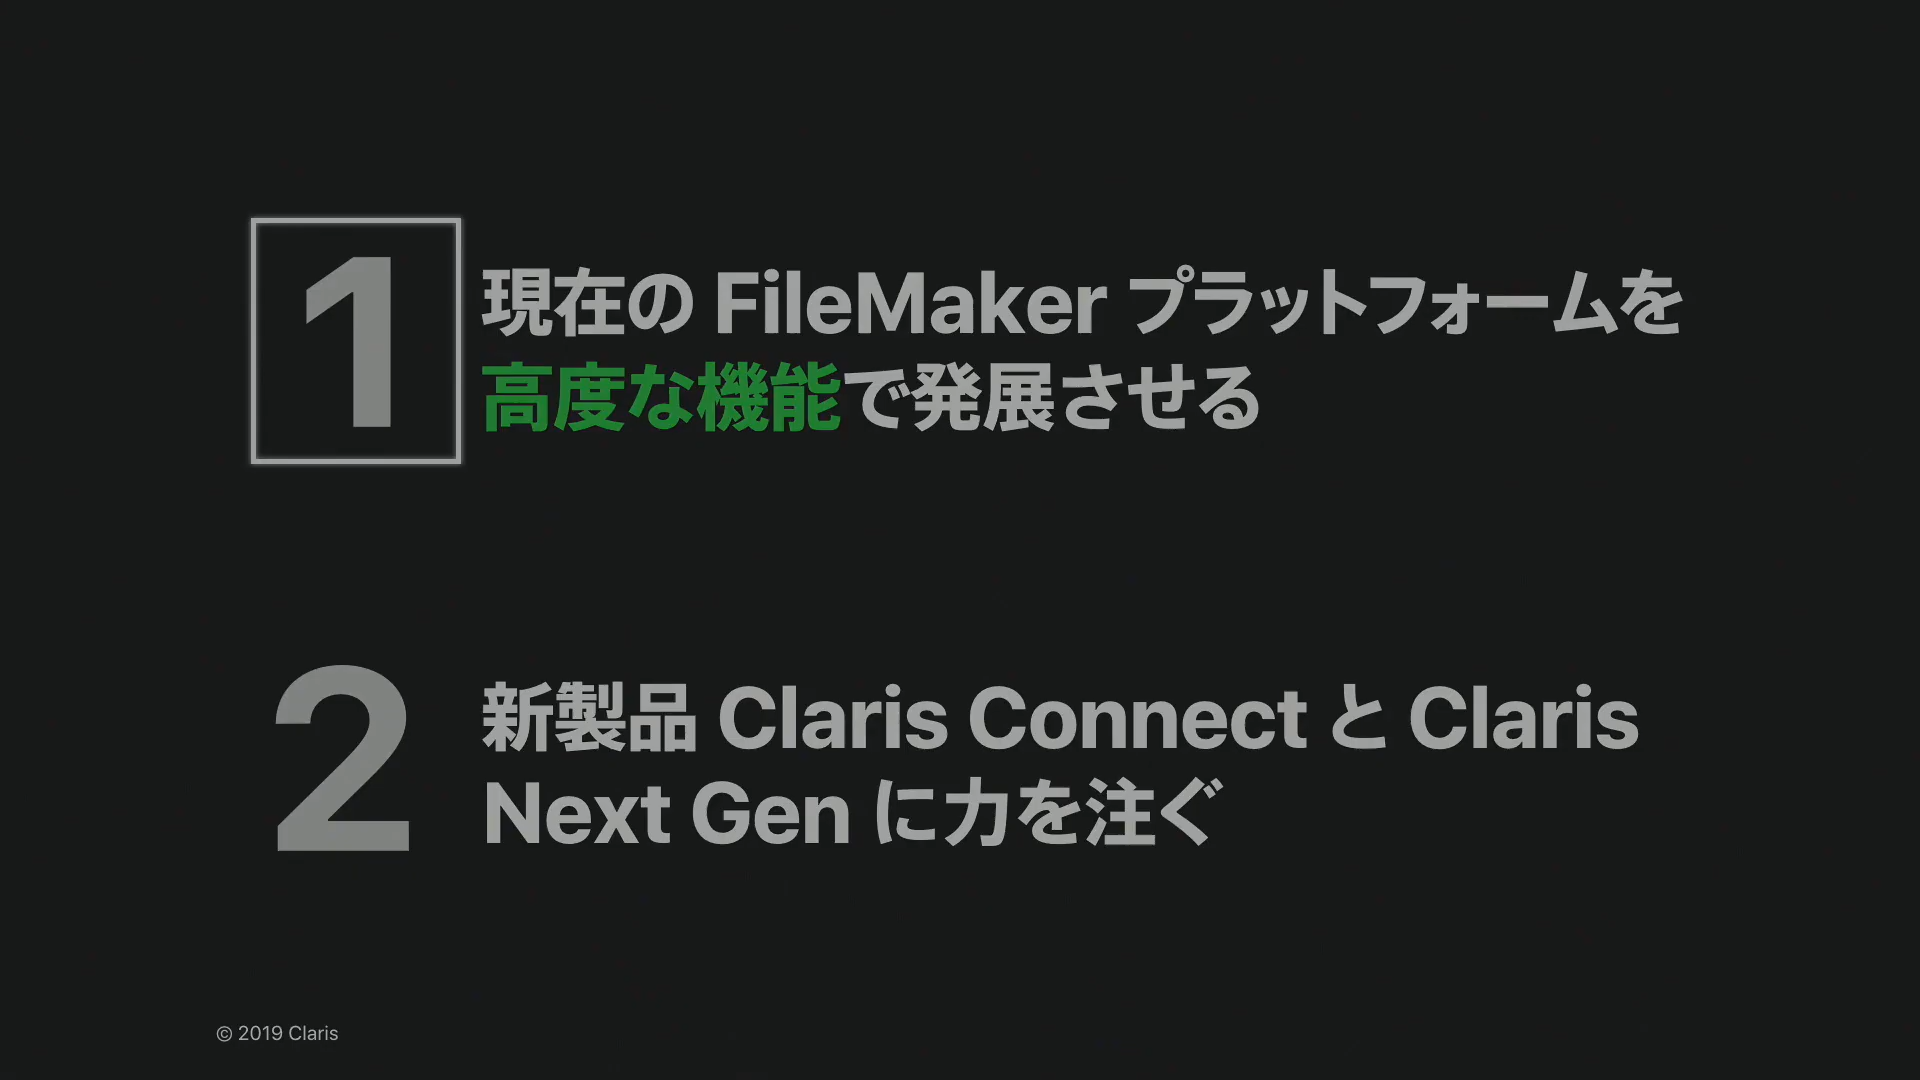 1
現在の FileMaker プラットフォームを
高度な機能で発展させる
2
新製品 Claris Connect と Claris
Next Gen に力を注ぐ
© 2019 Claris